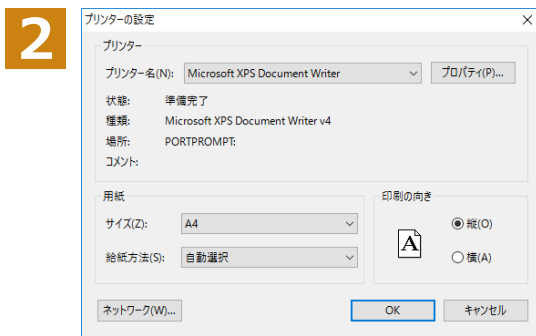 2
プリンターの設定
プリンター
プリンター名(N): Microsoft XPS Document Writer プロパティ(P)...
状態: 準備完了
種類: Microsoft XPS Document Writer v4
場所: PORTPROMPT:
コメント:
用紙
サイズ(Z): A4
給紙方法(S): 自動選択
印刷の向き
A
縦(O)
横(A)
ネットワーク(W)... OK キャンセル